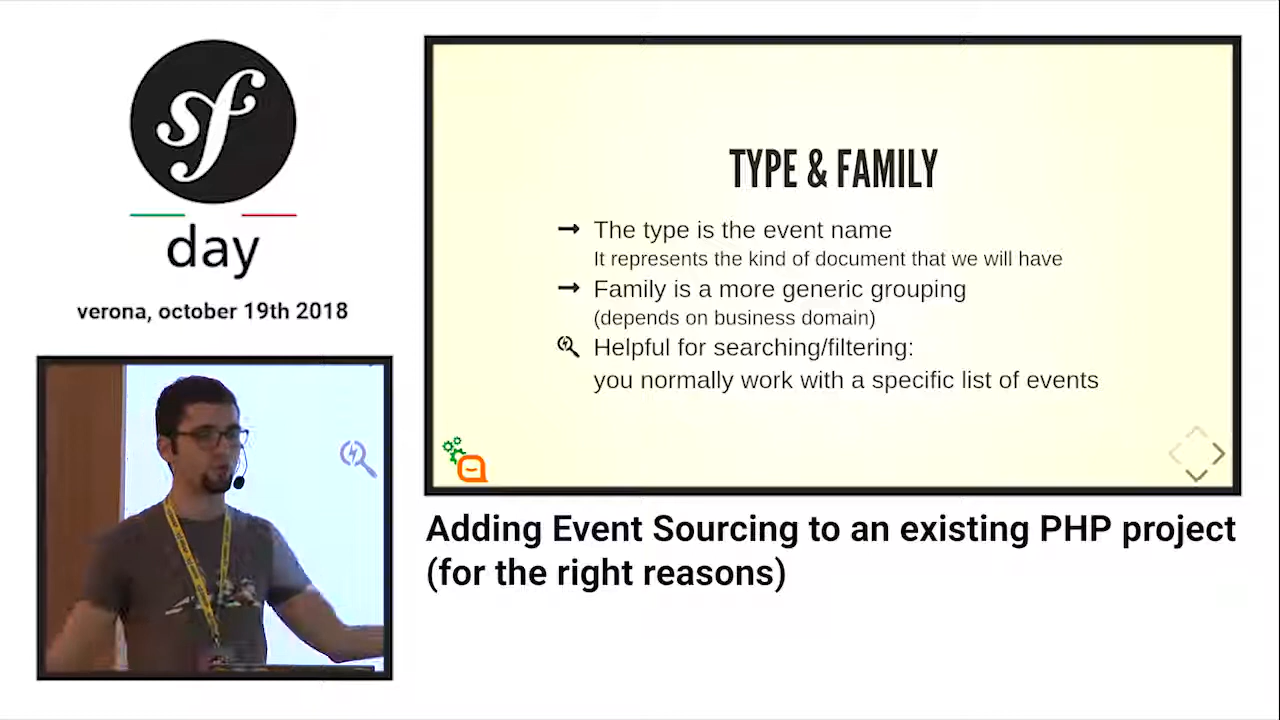 sf
day
verona, october 19th 2018
TYPE & FAMILY
The type is the event name
It represents the kind of document that we will have
Family is a more generic grouping
(depends on business domain)
Helpful for searching/filtering:
you normally work with a specific list of events
Adding Event Sourcing to an existing PHP project
(for the right reasons)